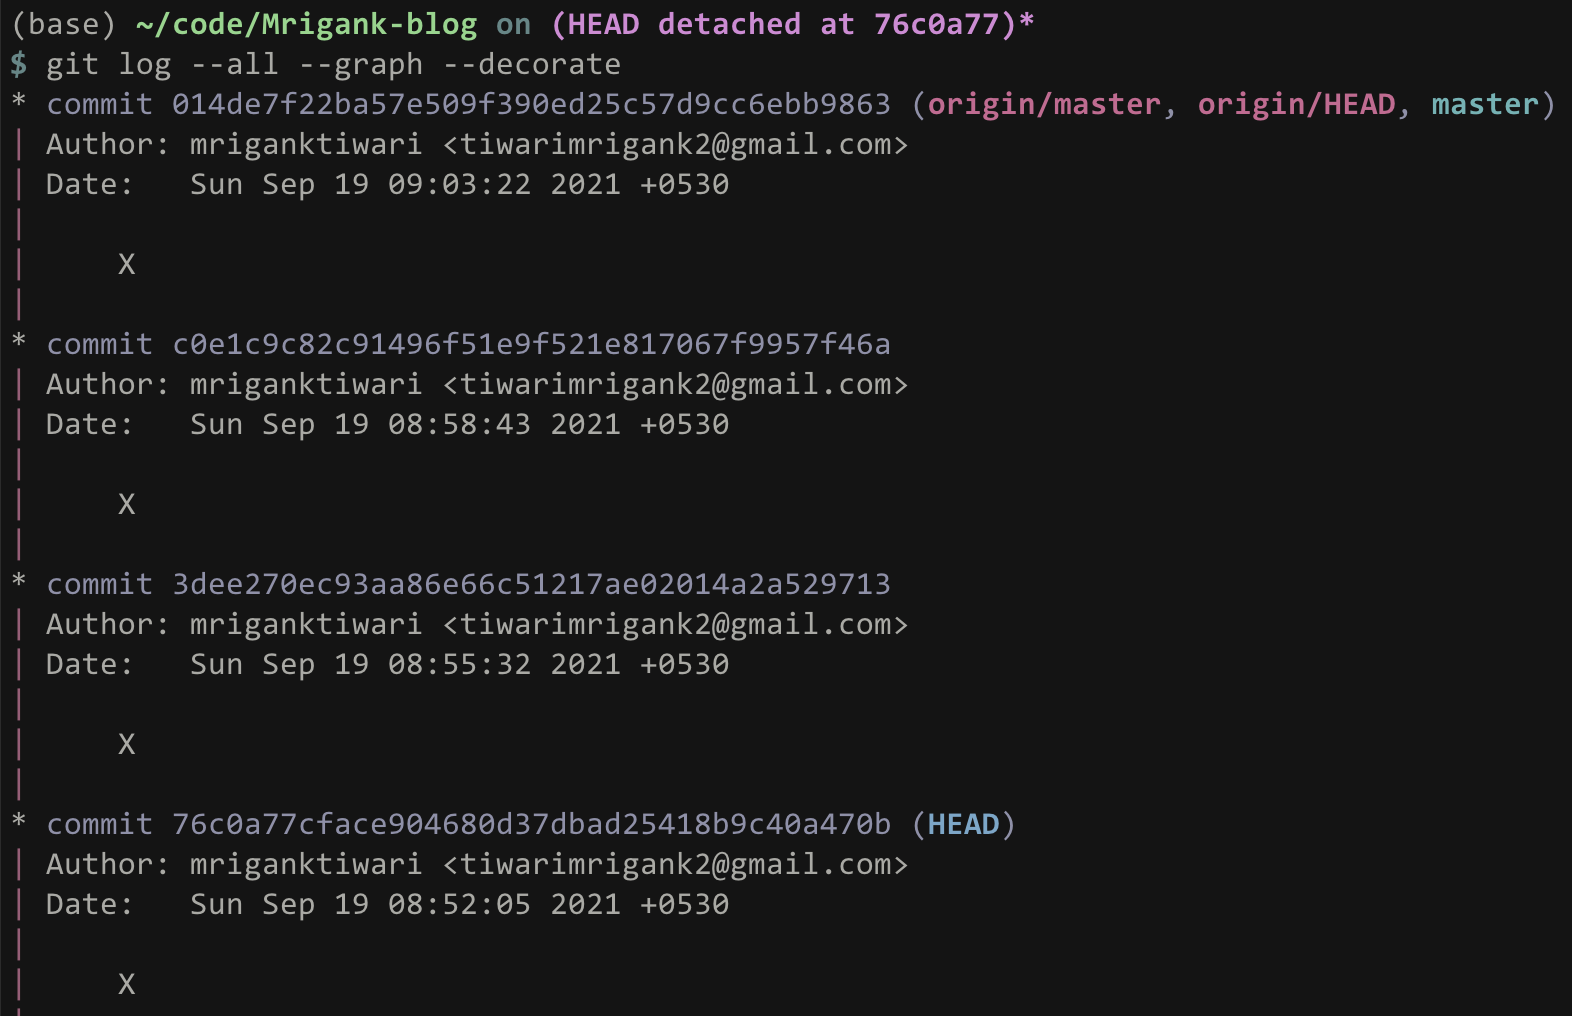 (base) ~/code/Mrigank-blog on (HEAD detached at 76c0a77)*
$ git log --all --graph --decorate
* commit 014de7f22ba57e509f390ed25c57d9cc6ebb9863 (origin/master, origin/HEAD, master)
| Author: mriganktiwari <tiwarimrigank2@gmail.com>
| Date:   Sun Sep 19 09:03:22 2021 +0530
|
|     X
|
* commit c0e1c9c82c91496f51e9f521e817067f9957f46a
| Author: mriganktiwari <tiwarimrigank2@gmail.com>
| Date:   Sun Sep 19 08:58:43 2021 +0530
|
|     X
|
* commit 3dee270ec93aa86e66c51217ae02014a2a529713
| Author: mriganktiwari <tiwarimrigank2@gmail.com>
| Date:   Sun Sep 19 08:55:32 2021 +0530
|
|     X
|
* commit 76c0a77cface904680d37dbad25418b9c40a470b (HEAD)
| Author: mriganktiwari <tiwarimrigank2@gmail.com>
| Date:   Sun Sep 19 08:52:05 2021 +0530
|
|     X
|